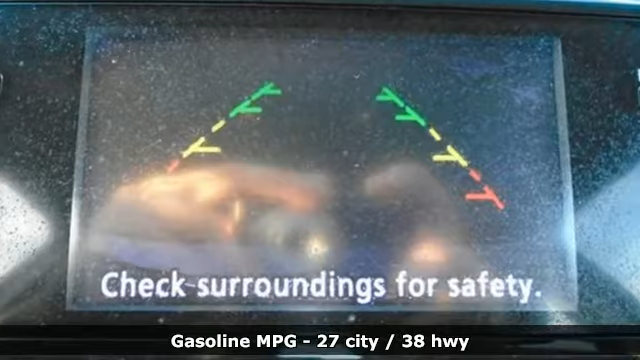 Check surroundings for safety.
Gasoline MPG - 27 city / 38 hwy